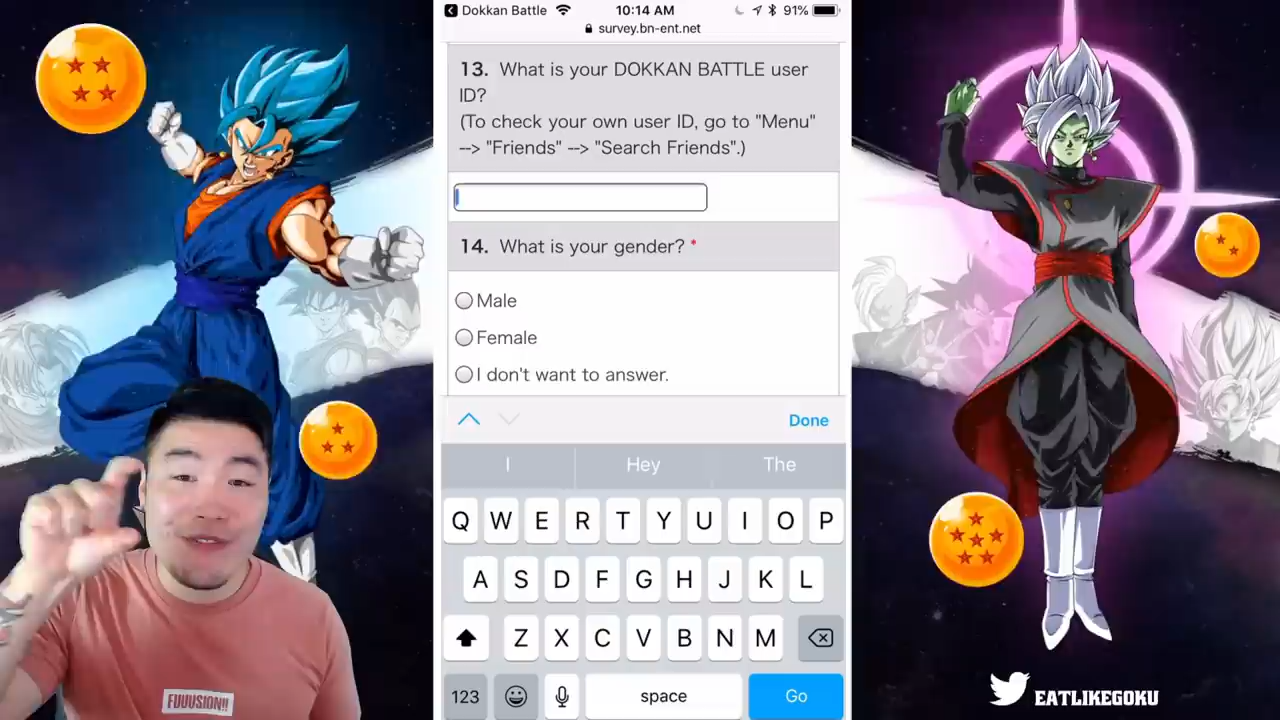 Dokkan Battle
10:14 AM
91%
survey.bn-ent.net
13. What is your DOKKAN BATTLE user
ID?
(To check your own user ID, go to "Menu"
--> "Friends" --> "Search Friends".)
14. What is your gender? *
Male
Female
I don't want to answer.
Done
I Hey The
Q W E R T Y U I O P
A S D F G H J K L
Z X C V B N M
123 space Go
FUUUSION!!
EATLIKEGOKU